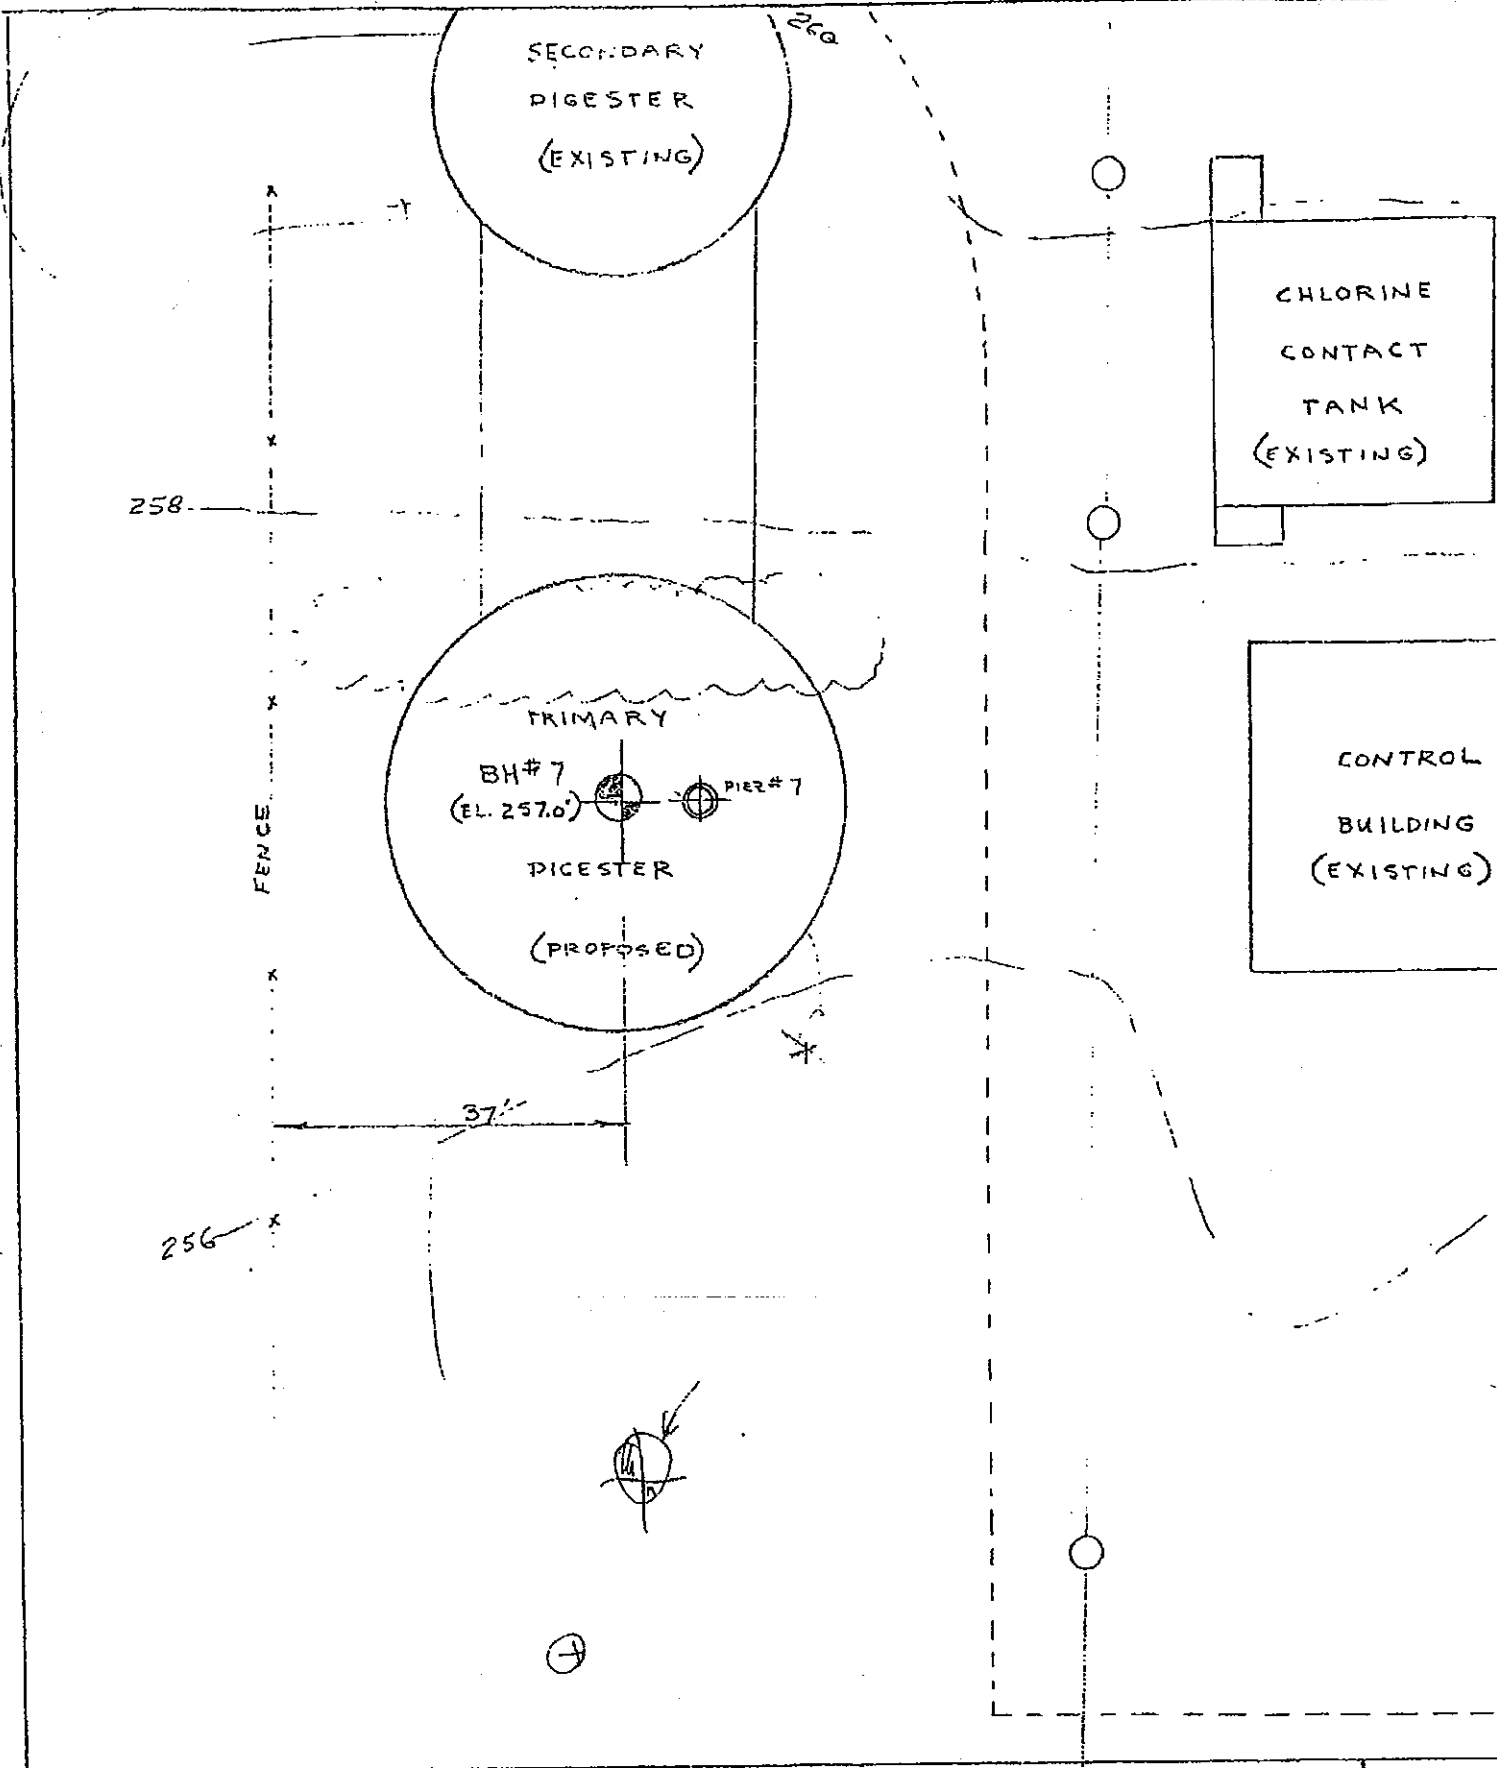 260
SECONDARY
DIGESTER
(EXISTING)
CHLORINE
CONTACT
TANK
(EXISTING)
258
PRIMARY
BH# 7
(EL. 257.0')
PIEZ# 7
DIGESTER
(PROPOSED)
CONTROL
BUILDING
(EXISTING)
FENCE
37'
256